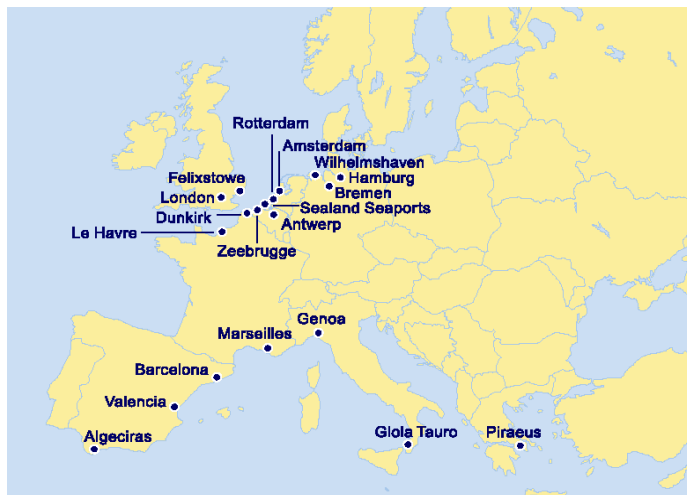 Rotterdam
Amsterdam
Wilhelmshaven
Felixstowe
Hamburg
Bremen
London
Sealand Seaports
Dunkirk
Antwerp
Le Havre
Zeebrugge
Genoa
Marseilles
Barcelona
Valencia
Algeciras
Giola Tauro
Piraeus